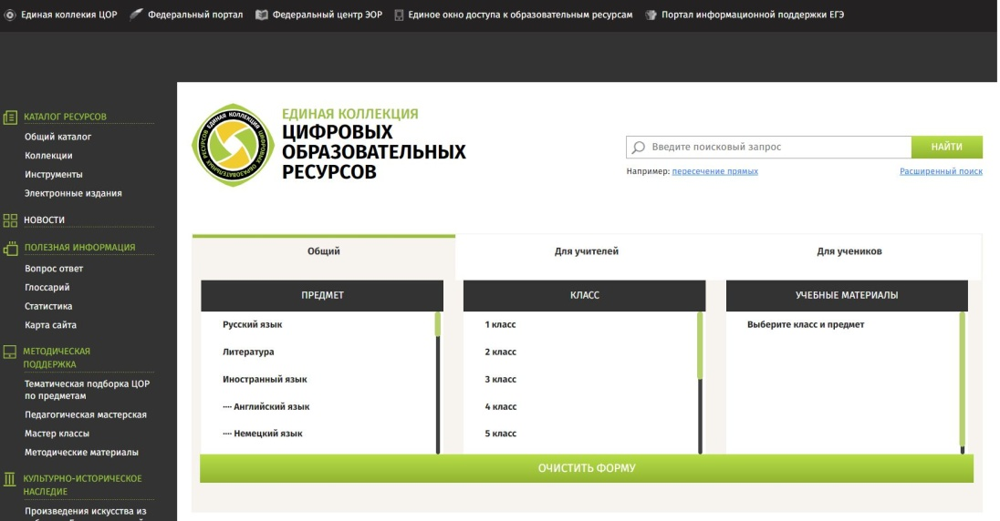 Единая коллекия ЦОР
Федеральный портал
Федеральный центр ЭОР
Единое окно доступа к образовательным ресурсам
Портал информационной поддержки ЕГЭ
КАТАЛОГ РЕСУРСОВ
Общий каталог
Коллекции
Инструменты
Электронные издания
НОВОСТИ
ПОЛЕЗНАЯ ИНФОРМАЦИЯ
Вопрос ответ
Глоссарий
Статистика
Карта сайта
МЕТОДИЧЕСКАЯ
ПОДДЕРЖКА
Тематическая подборка ЦОР
по предметам
Педагогическая мастерская
Мастер классы
Методические материалы
КУЛЬТУРНО-ИСТОРИЧЕСКОЕ
НАСЛЕДИЕ
Произведения искусства из
ЕДИНАЯ КОЛЛЕКЦИЯ ЦИФРОВЫХ ОБРАЗОВАТЕЛЬНЫХ РЕСУРСОВ
ЕДИНАЯ КОЛЛЕКЦИЯ
ЦИФРОВЫХ
ОБРАЗОВАТЕЛЬНЫХ
РЕСУРСОВ
Введите поисковый запрос
НАЙТИ
Например: пересечение прямых
Расширенный поиск
Общий
Для учителей
Для учеников
ПРЕДМЕТ
Русский язык
Литература
Иностранный язык
···· Английский язык
···· Немецкий язык
КЛАСС
1 класс
2 класс
3 класс
4 класс
5 класс
УЧЕБНЫЕ МАТЕРИАЛЫ
Выберите класс и предмет
ОЧИСТИТЬ ФОРМУ